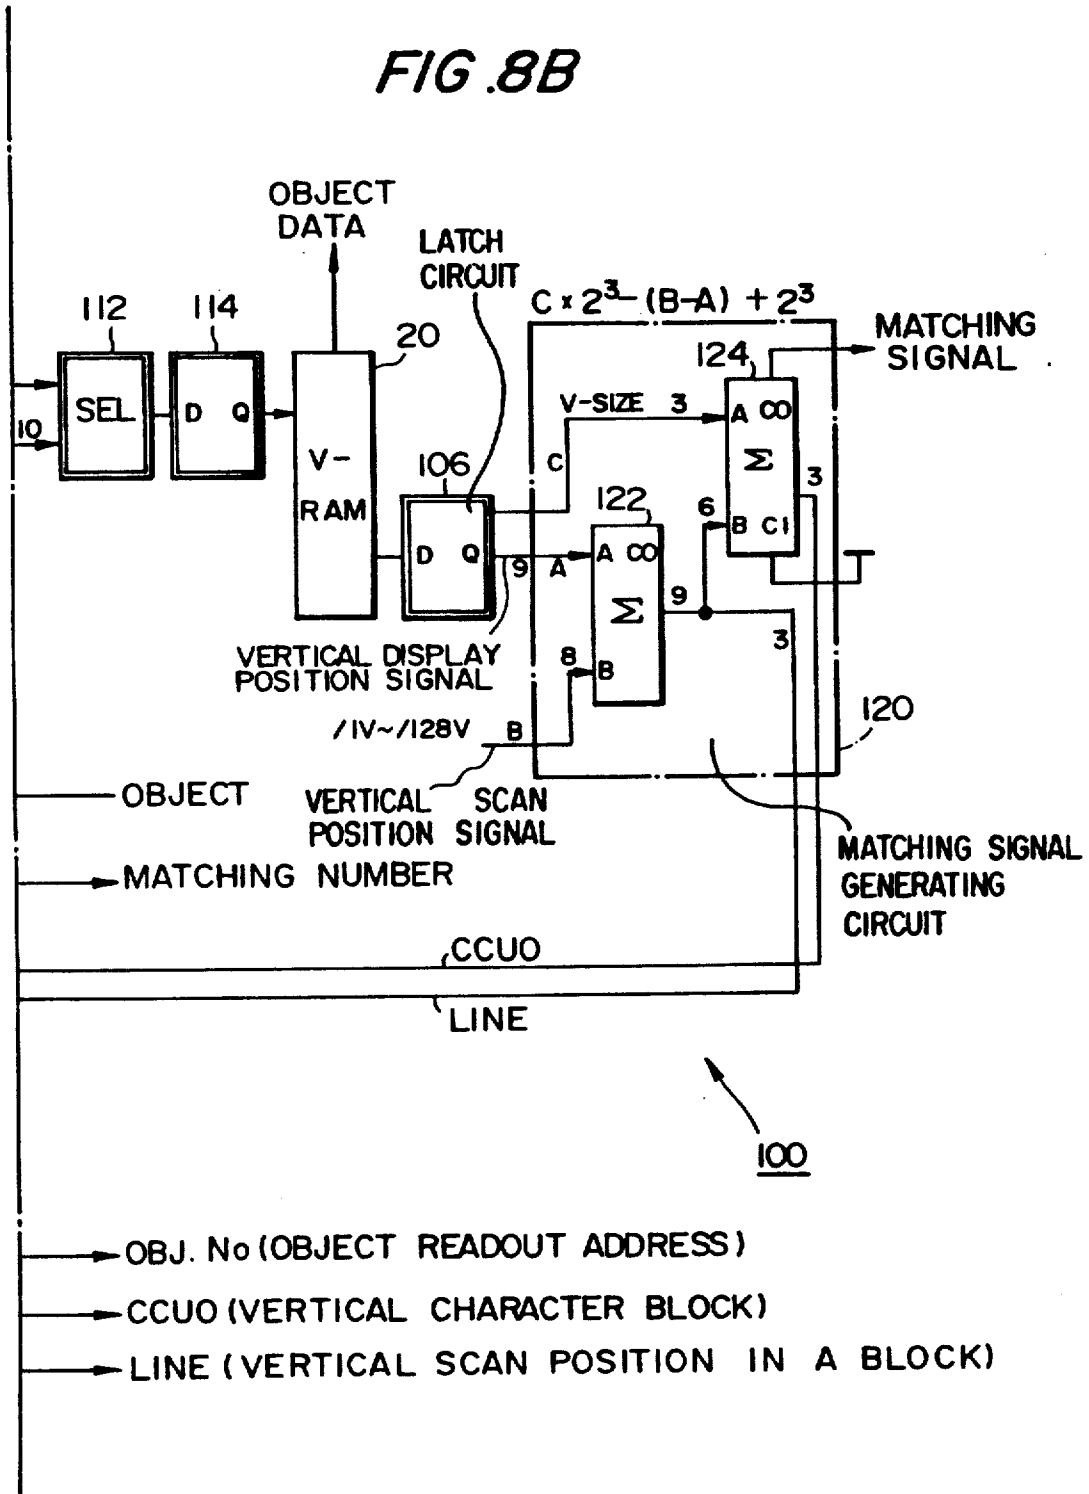 FIG.8B
OBJECT
DATA
LATCH
CIRCUIT
C×2³-(B-A)+2³
MATCHING
SIGNAL
112
114
20
124
10
SEL
D Q
V-SIZE 3
A CO
Σ
B CI
3
V-
RAM
106
C
122
6
D Q
9
A
A CO
Σ
B
9
3
VERTICAL DISPLAY
POSITION SIGNAL
8
/1V~/128V
B
120
OBJECT
VERTICAL SCAN
POSITION SIGNAL
MATCHING SIGNAL
GENERATING
CIRCUIT
MATCHING NUMBER
CCUO
LINE
100
OBJ. No (OBJECT READOUT ADDRESS)
CCUO (VERTICAL CHARACTER BLOCK)
LINE (VERTICAL SCAN POSITION IN A BLOCK)